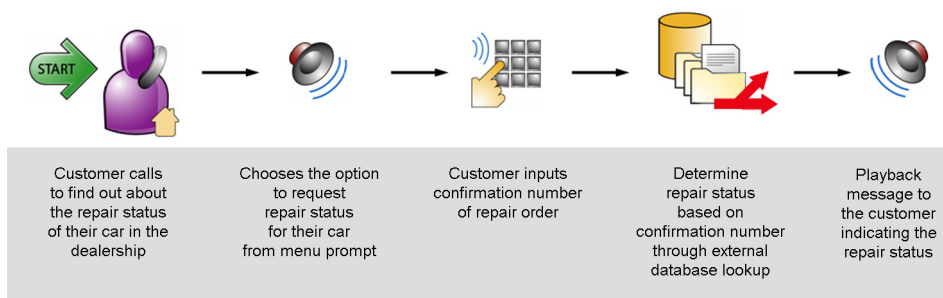 START
Customer calls
to find out about
the repair status
of their car in the
dealership
Chooses the option
to request
repair status
for their car
from menu prompt
Customer inputs
confirmation number
of repair order
Determine
repair status
based on
confirmation number
through external
database lookup
Playback
message to
the customer
indicating the
repair status